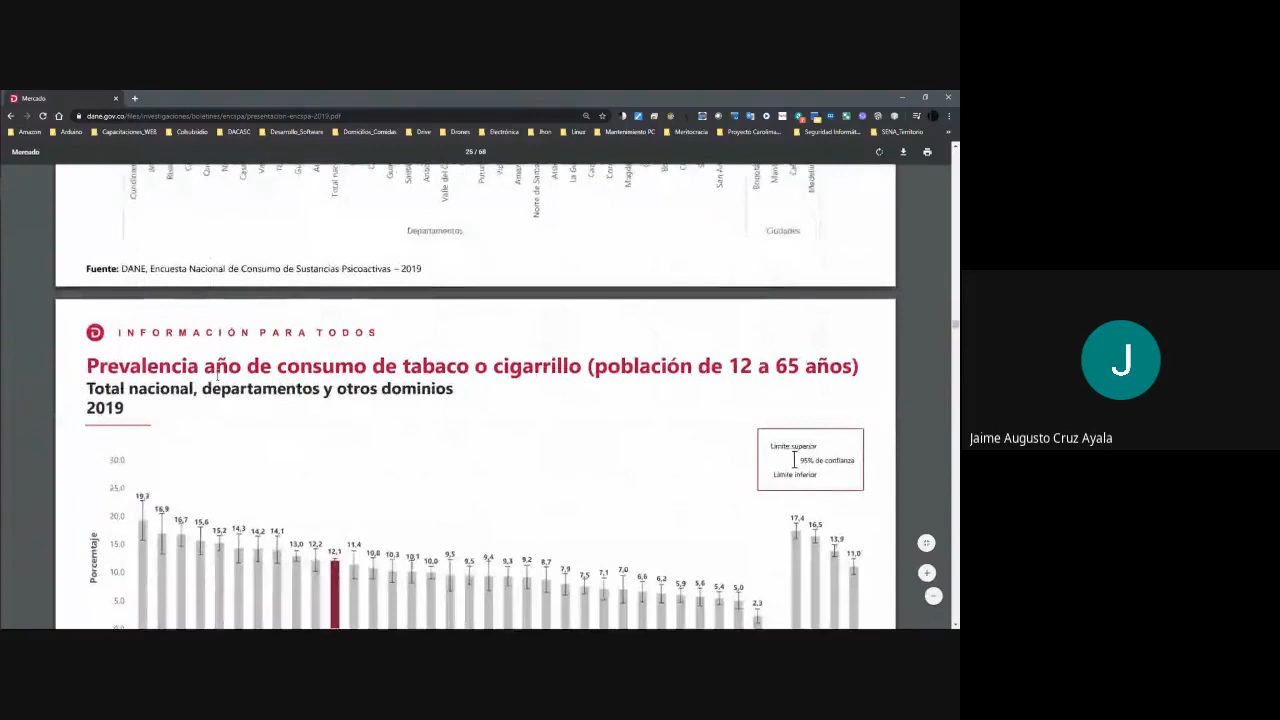 Mercado
dane.gov.co/files/investigaciones/boletines/encspa/presentacion-encspa-2019.pdf
Amazon Arduino Capacitaciones_WEB Colsubsidio DACASC Desarrollo_Software Domicilios_Comidas Drive Drones Electrónica Jhon Linux Mantenimiento PC Meritocracia Proyecto Carolima... Seguridad Informát... SENA_Territorio
Mercado 25 / 68
Total nac
Valle del C
Norte de Santa
Departamentos Ciudades
Fuente: DANE, Encuesta Nacional de Consumo de Sustancias Psicoactivas – 2019
INFORMACIÓN PARA TODOS
Prevalencia año de consumo de tabaco o cigarrillo (población de 12 a 65 años)
Total nacional, departamentos y otros dominios
2019
Límite superior
95% de confianza
Límite inferior
30,0
25,0
20,0
15,0
10,0
5,0
Porcerntaje
19,3 16,9 16,7 15,6 15,2 14,3 14,2 14,1 13,0 12,2 12,1 11,4 10,8 10,3 10,1 10,0 9,5 9,5 9,4 9,3 9,2 8,7 7,9 7,5 7,1 7,0 6,6 6,2 5,9 5,6 5,4 5,0 2,3 17,4 16,5 13,9 11,0
J
Jaime Augusto Cruz Ayala